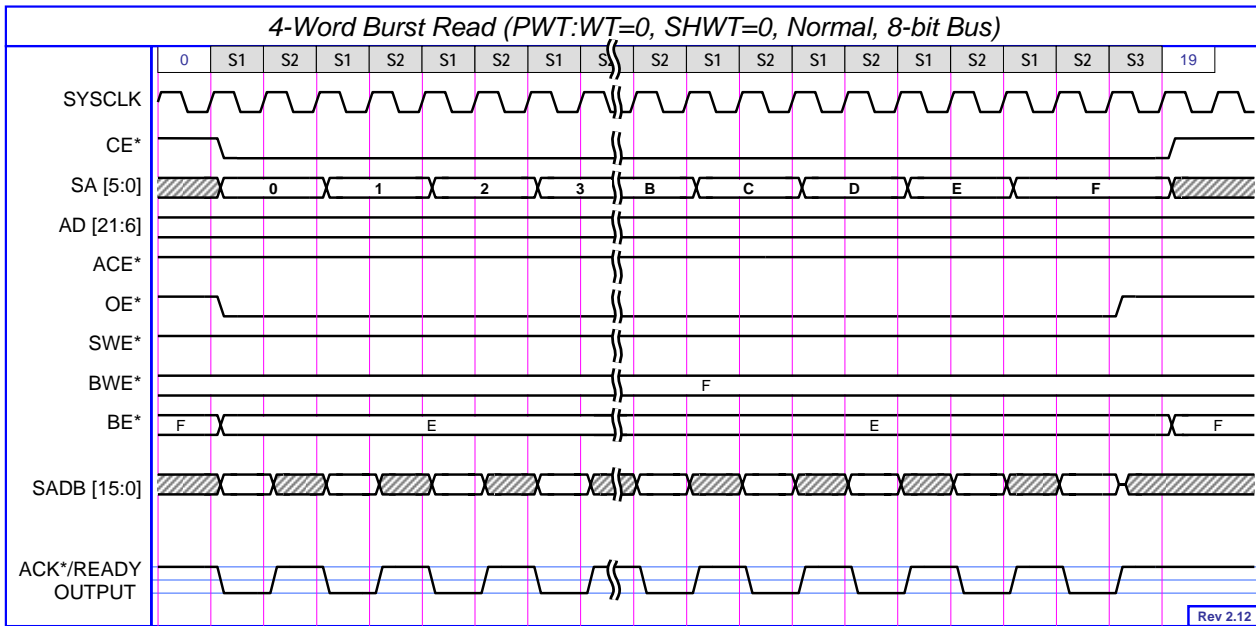 4-Word Burst Read (PWT:WT=0, SHWT=0, Normal, 8-bit Bus)
0 S1 S2 S1 S2 S1 S2 S1 S2 S2 S1 S2 S1 S2 S1 S2 S1 S2 S3 19
SYSCLK
CE*
SA [5:0] 0 1 2 3 B C D E F
AD [21:6]
ACE*
OE*
SWE*
BWE* F
BE* F E E F
SADB [15:0]
ACK*/READY
OUTPUT
Rev 2.12